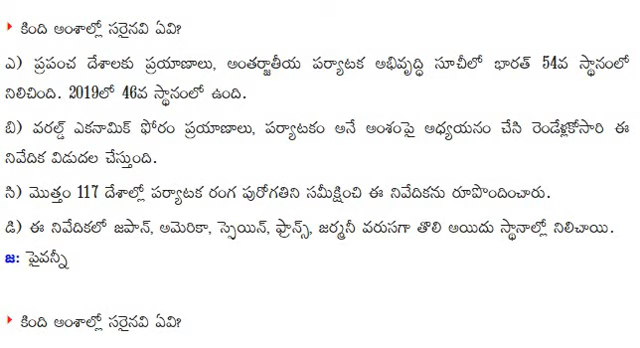 కింది అంశాల్లో సరైనవి ఏవి?
ఎ) ప్రపంచ దేశాలకు ప్రయాణాలు, అంతర్జాతీయ పర్యాటక అభివృద్ధి సూచీలో భారత్ 54వ స్థానంలో
నిలిచింది. 2019లో 46వ స్థానంలో ఉంది.
బి) వరల్డ్ ఎకనామిక్ ఫోరం ప్రయాణాలు, పర్యాటకం అనే అంశంపై అధ్యయనం చేసి రెండేళ్లకోసారి ఈ
నివేదిక విడుదల చేస్తుంది.
సి) మొత్తం 117 దేశాల్లో పర్యాటక రంగ పురోగతిని సమీక్షించి ఈ నివేదికను రూపొందించారు.
డి) ఈ నివేదికలో జపాన్, అమెరికా, స్పెయిన్, ఫ్రాన్స్, జర్మనీ వరుసగా తొలి అయిదు స్థానాల్లో నిలిచాయి.
జ: పైవన్నీ
కింది అంశాల్లో సరైనవి ఏవి?